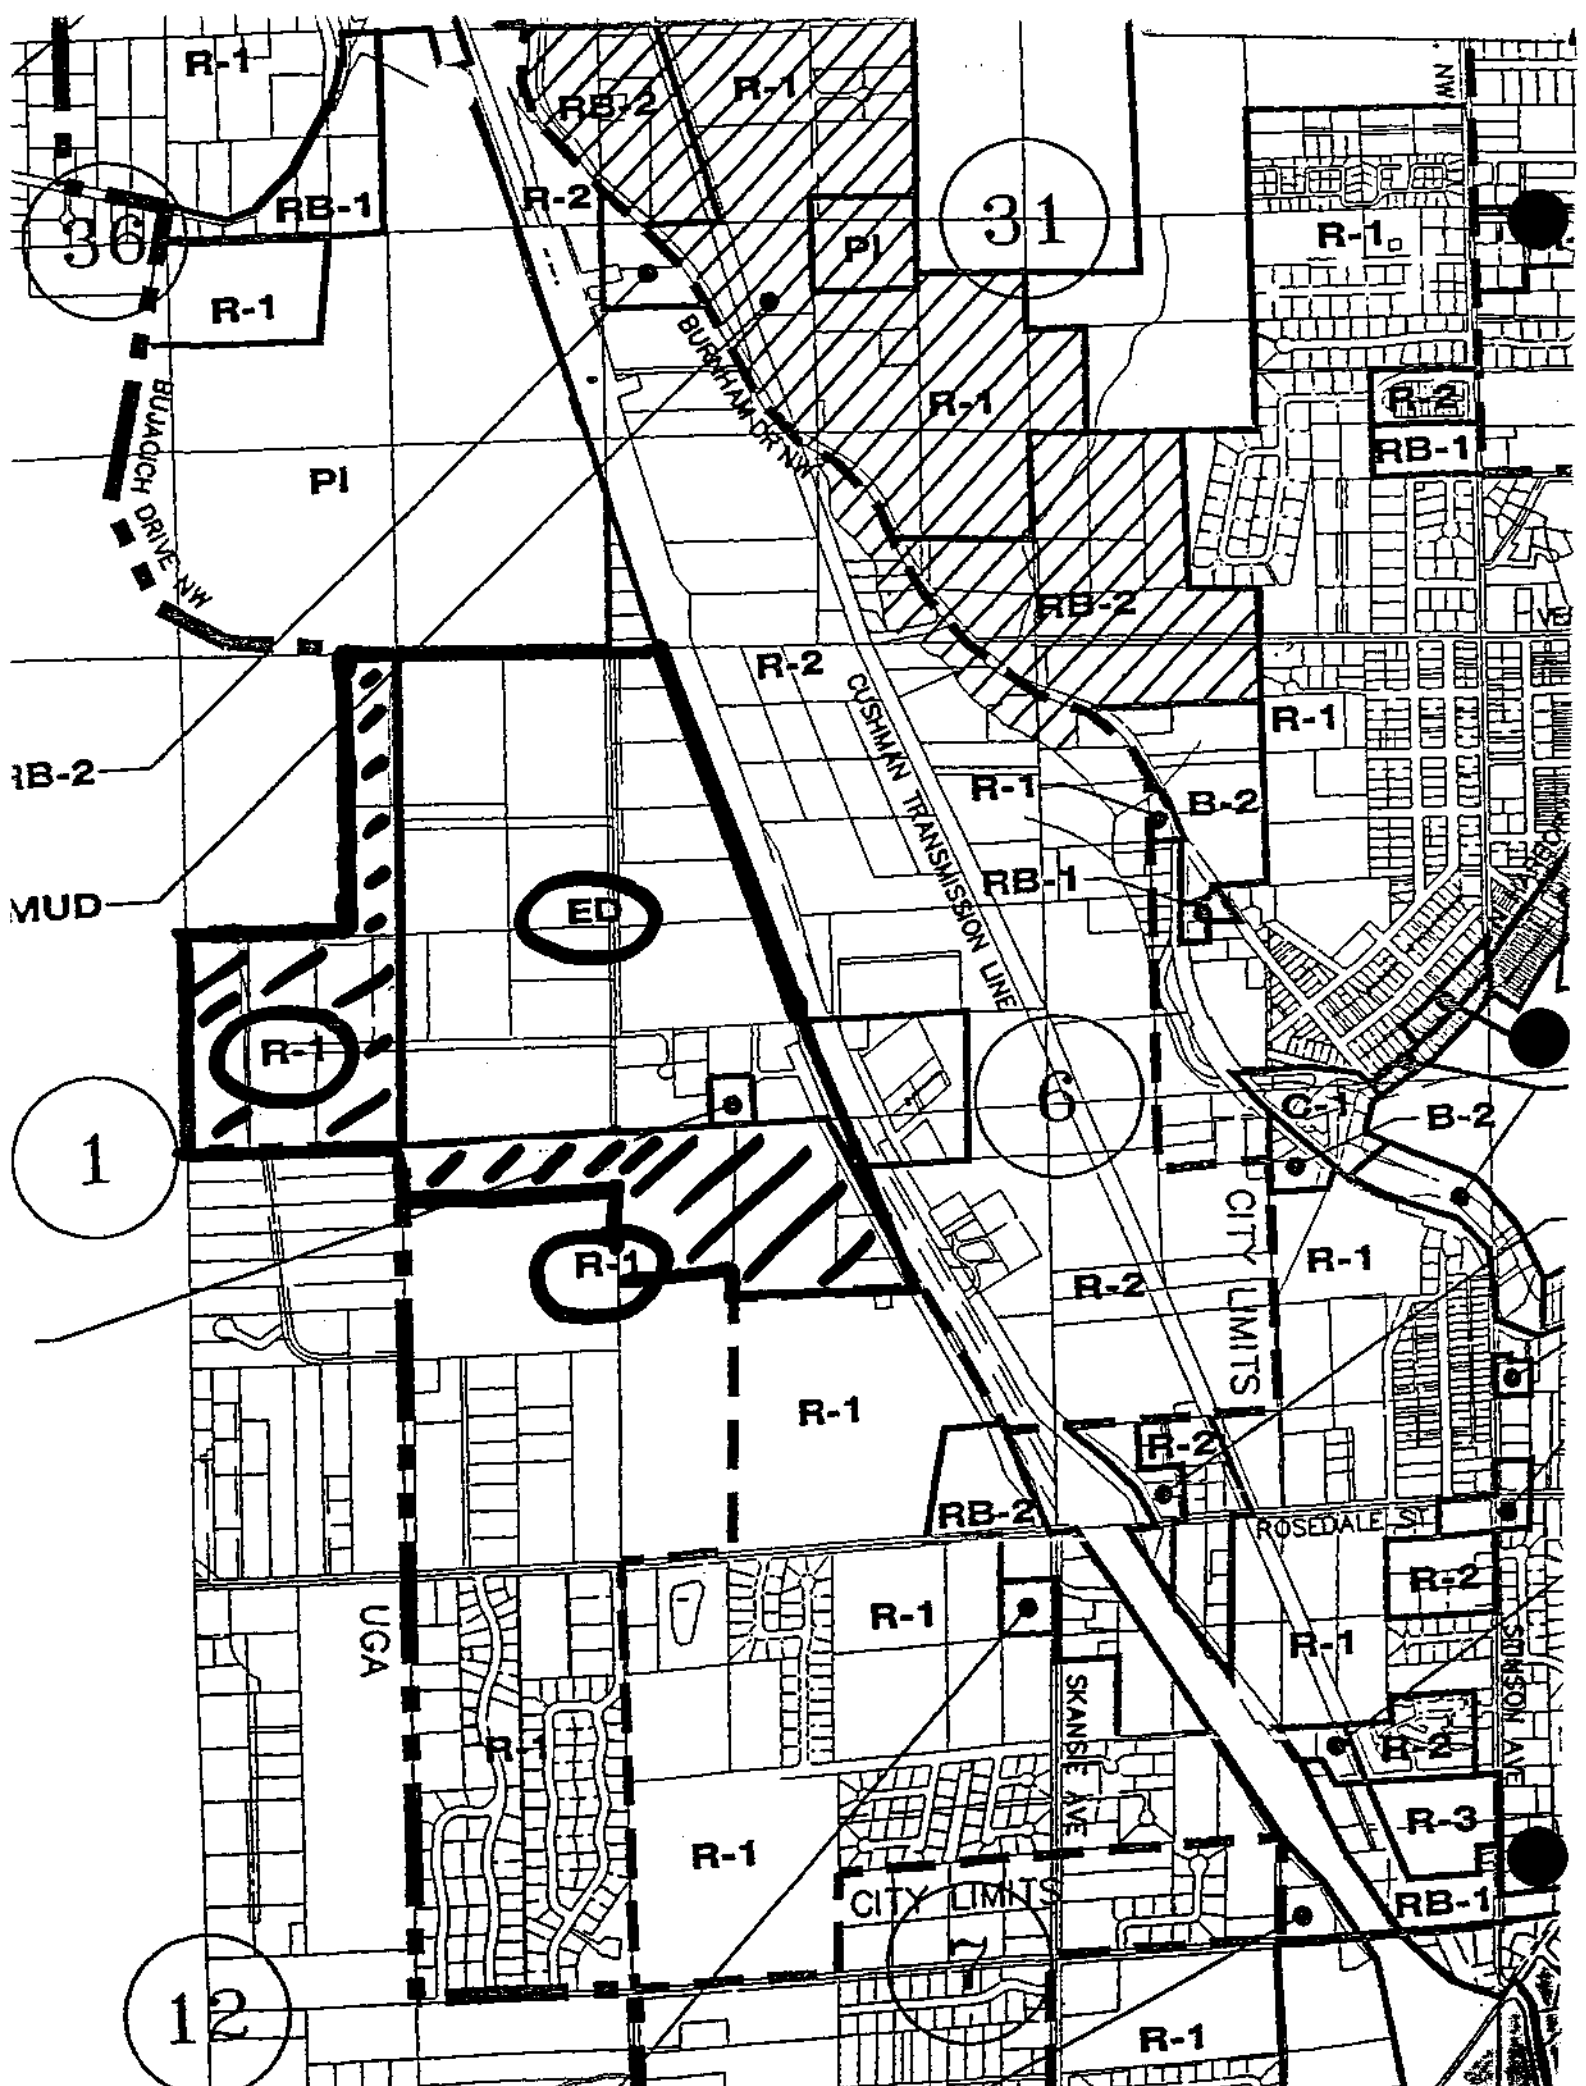 R-1
R-1
RB-2
NW
36
RB-1
R-2
31
PI
R-1
R-1
BURNHAM DR NW
R-1
R-2
RB-1
BUJACICH DRIVE NW
PI
RB-2
R-2
R-1
CUSHMAN TRANSMISSION LINE
RB-2
R-1
B-2
MUD
ED
RB-1
R-1
1
6
C-1
B-2
CITY LIMITS
R-1
R-1
R-2
R-1
R-2
RB-2
ROSEDALE ST
R-2
UGA
R-1
R-1
SKANSIE AVE
R-1
R-2
R-3
R-1
CITY LIMITS
RB-1
7
12
R-1